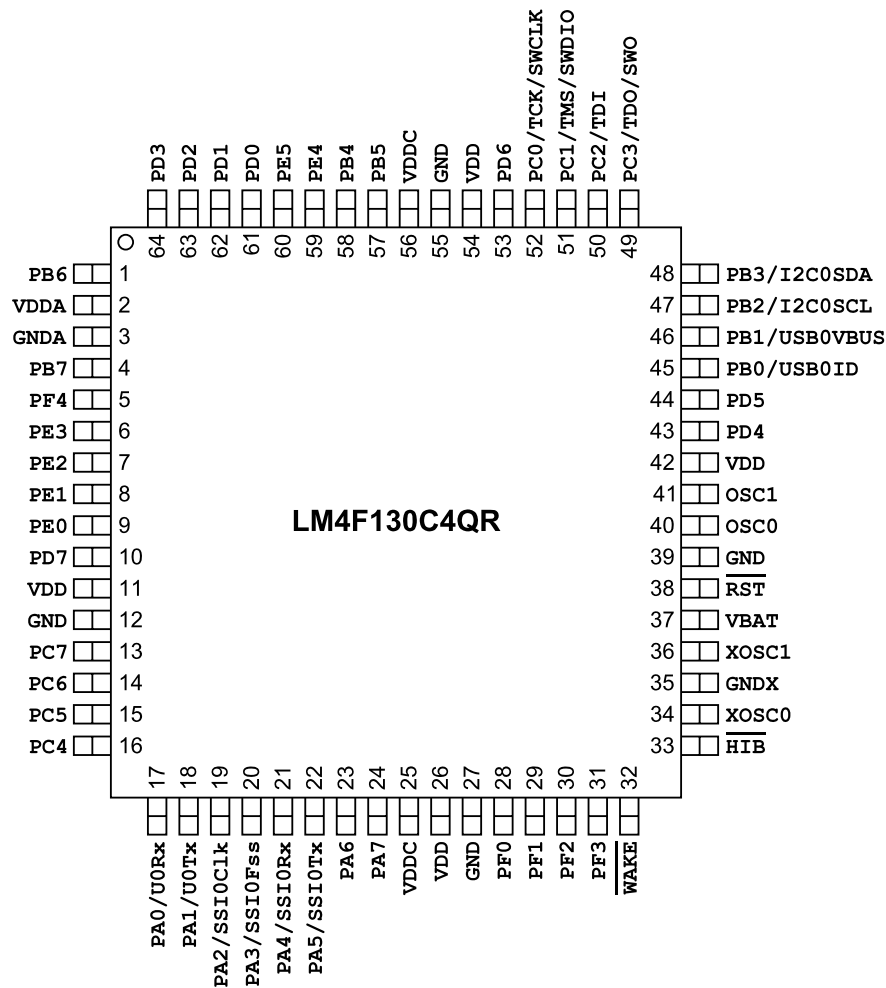 PD3
PD2
PD1
PD0
PE5
PE4
PB4
PB5
VDDC
GND
VDD
PD6
PC0/TCK/SWCLK
PC1/TMS/SWDIO
PC2/TDI
PC3/TDO/SWO
64
63
62
61
60
59
58
57
56
55
54
53
52
51
50
49
PB6 1
VDDA 2
GNDA 3
PB7 4
PF4 5
PE3 6
PE2 7
PE1 8
PE0 9
PD7 10
VDD 11
GND 12
PC7 13
PC6 14
PC5 15
PC4 16
LM4F130C4QR
48 PB3/I2C0SDA
47 PB2/I2C0SCL
46 PB1/USB0VBUS
45 PB0/USB0ID
44 PD5
43 PD4
42 VDD
41 OSC1
40 OSC0
39 GND
38 RST
37 VBAT
36 XOSC1
35 GNDX
34 XOSC0
33 HIB
17
18
19
20
21
22
23
24
25
26
27
28
29
30
31
32
PA0/U0Rx
PA1/U0Tx
PA2/SSI0Clk
PA3/SSI0Fss
PA4/SSI0Rx
PA5/SSI0Tx
PA6
PA7
VDDC
VDD
GND
PF0
PF1
PF2
PF3
WAKE